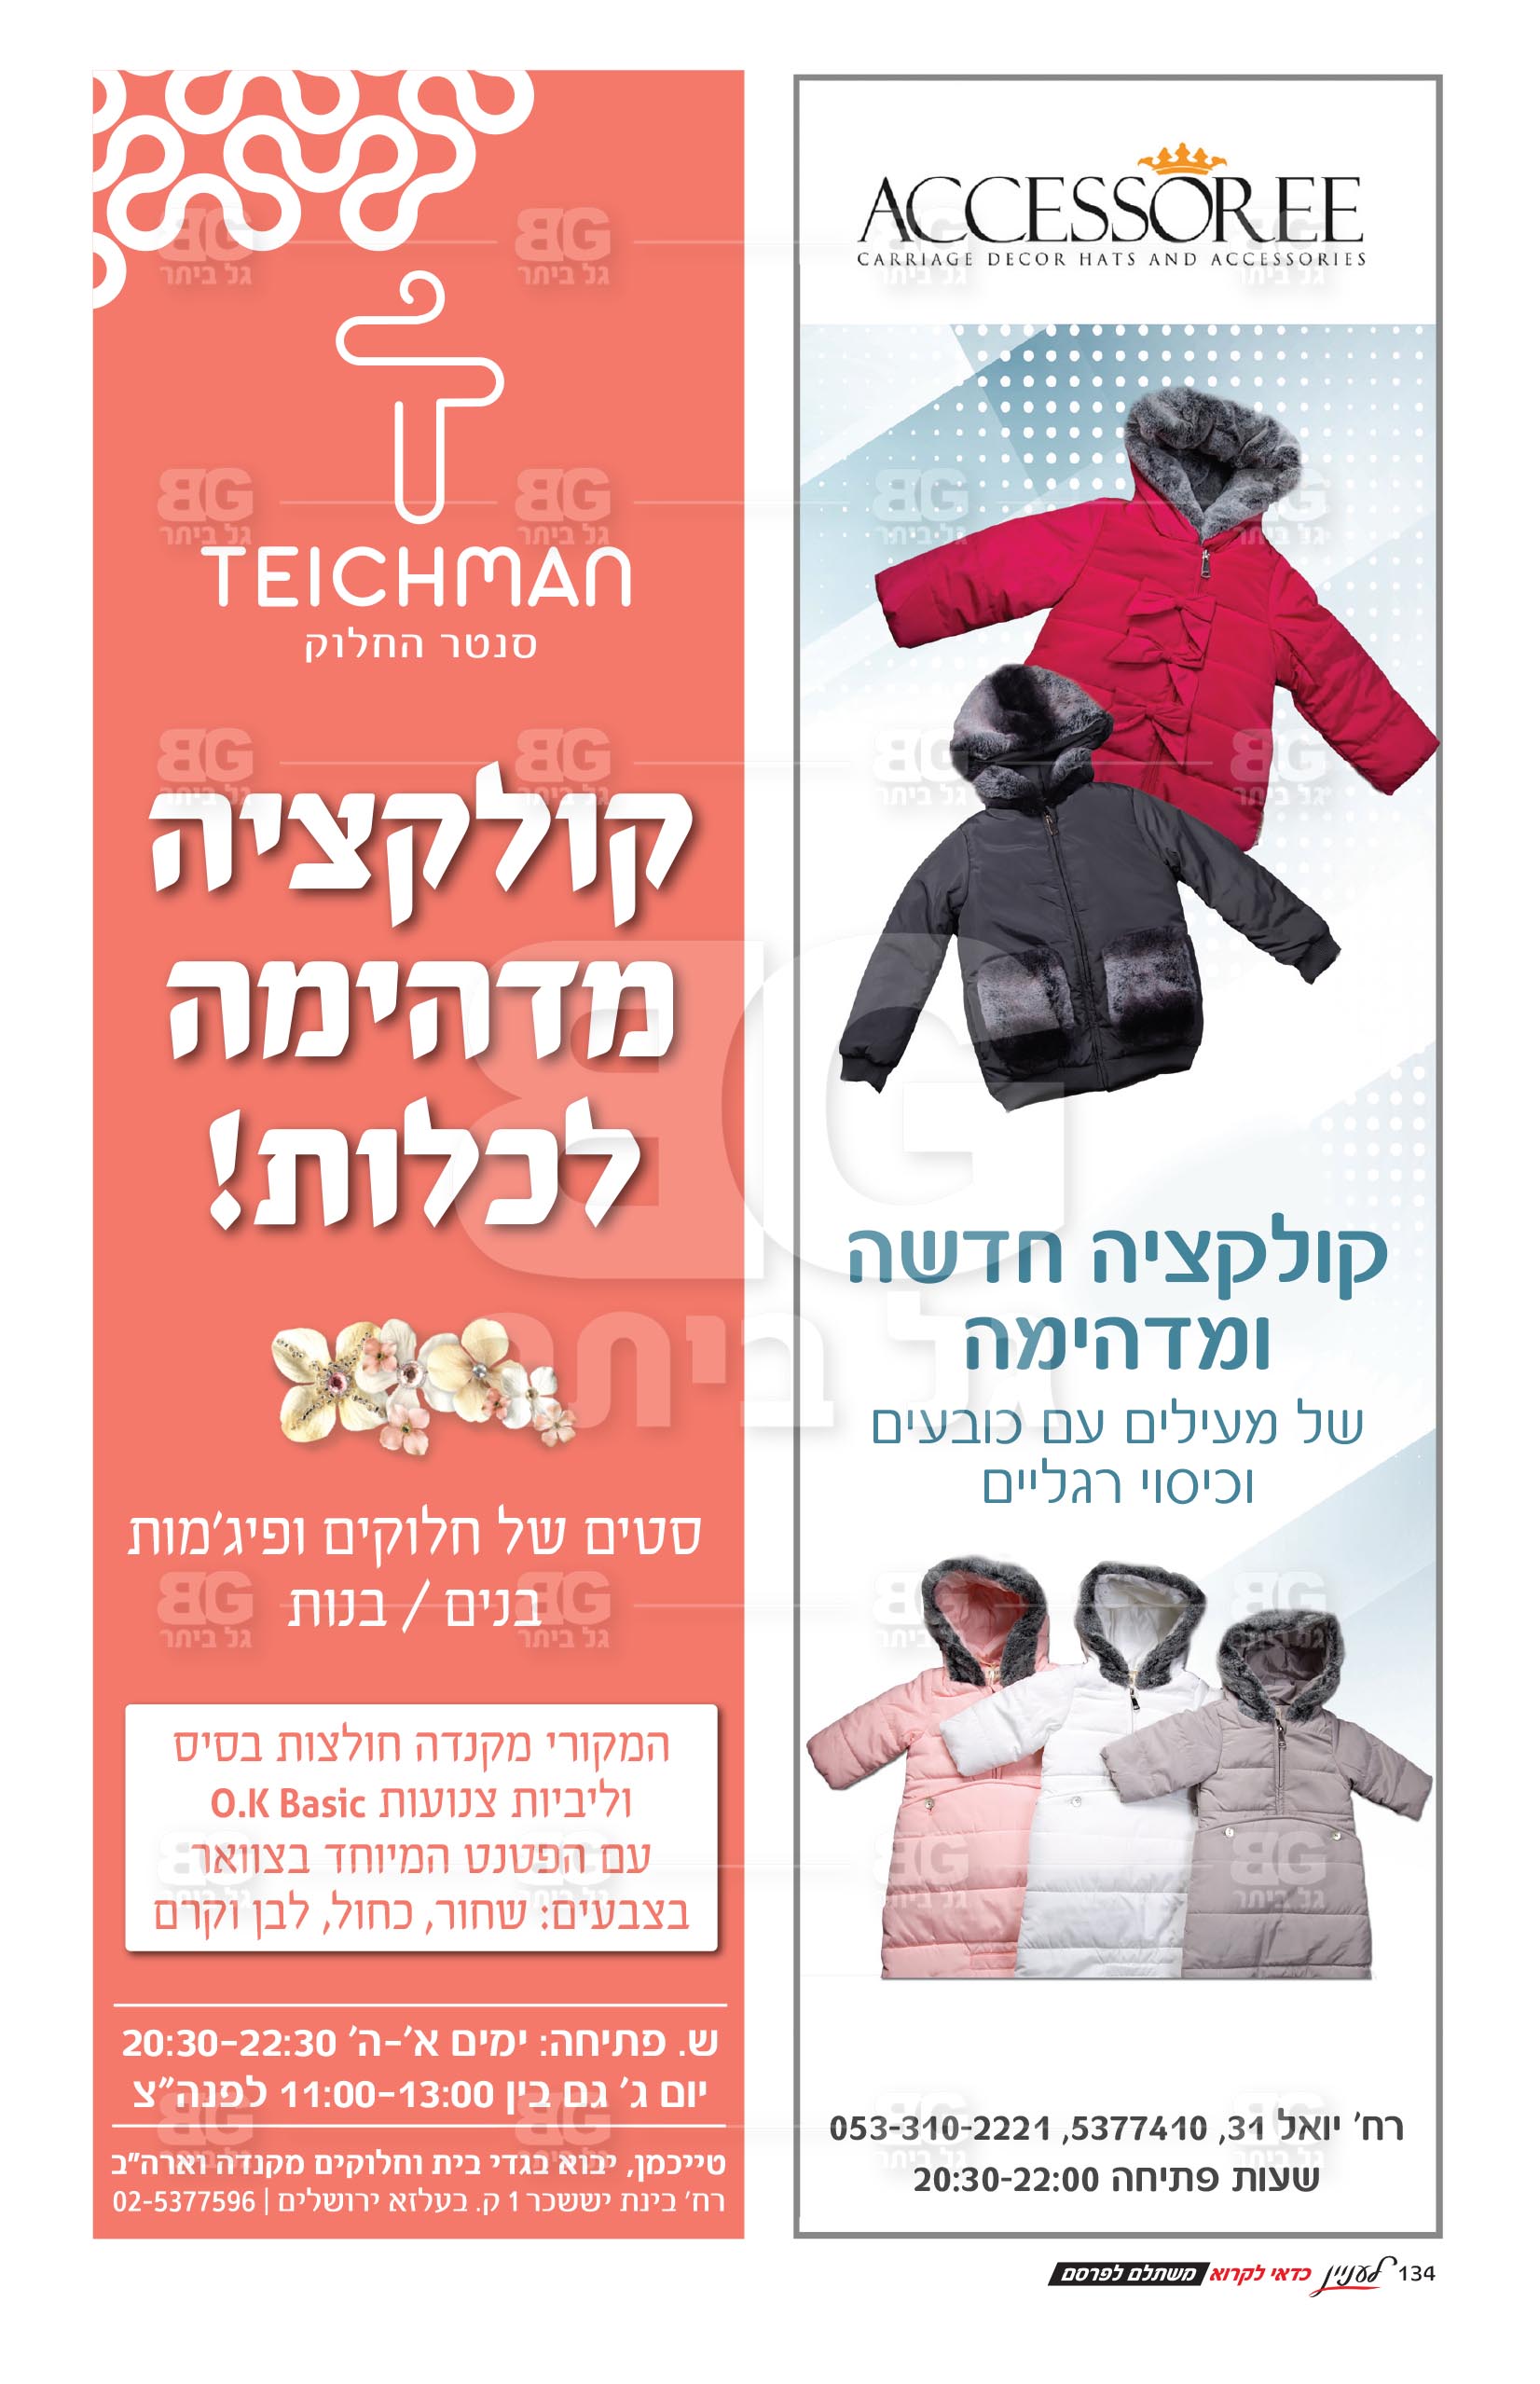 ACCESSOREE
CARRIAGE DECOR HATS AND ACCESSORIES
קולקציה חדשה
ומדהימה
של מעילים עם כובעים
וכיסוי רגליים
רח' יואל 31, 5377410, 053-310-2221
שעות פתיחה 20:30-22:00
TEICHMAN
סנטר החלוק
קולקציה
מדהימה
לכלות!
סטים של חלוקים ופיג'מות
בנים / בנות
המקורי מקנדה חולצות בסיס
וליביות צנועות O.K Basic
עם הפטנט המיוחד בצוואר
בצבעים: שחור, כחול, לבן וקרם
ש. פתיחה: ימים א'-ה' 20:30-22:30
יום ג' גם בין 11:00-13:00 לפנה"צ
טייכמן, יבוא בגדי בית וחלוקים מקנדה וארה"ב
רח' בינת יששכר 1 ק. בעלזא ירושלים | 02-5377596
134 לעניין כדאי לקרוא משתלם לפרסם
BG
גל ביתר